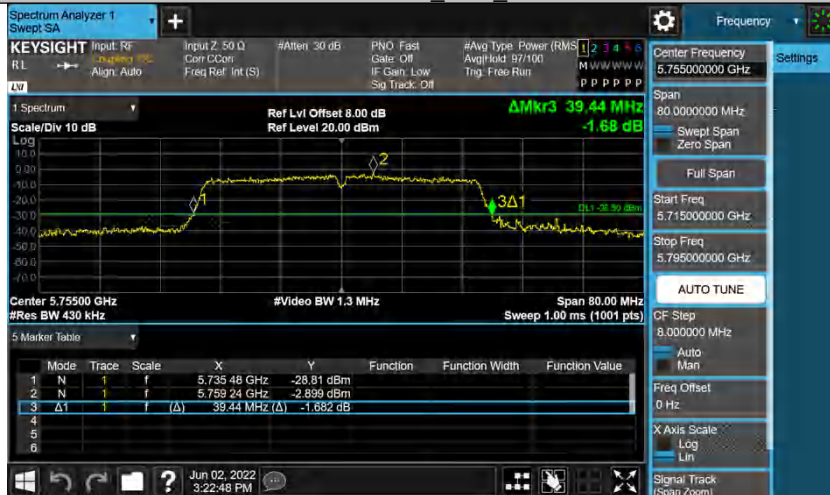 Spectrum Analyzer 1
Swept SA
Frequency
KEYSIGHT Input: RF
RL
Align: Auto
LXI
Input Z: 50 Ω
Corr CCorr
Freq Ref: Int (S)
#Atten: 30 dB
PNO: Fast
Gate: Off
IF Gain: Low
Sig Track: Off
#Avg Type: Power (RMS
Avg|Hold: 97/100
Trig: Free Run
1 2 3 4 5 6
M W W W W W
P P P P P P
1 Spectrum
Scale/Div 10 dB
Ref Lvl Offset 8.00 dB
Ref Level 20.00 dBm
ΔMkr3 39.44 MHz
-1.68 dB
Log
10.0
0.00
-10.0
-20.0
-30.0
-40.0
-50.0
-60.0
-70.0
1
2
3Δ1
Center 5.75500 GHz
#Res BW 430 kHz
#Video BW 1.3 MHz
Span 80.00 MHz
Sweep 1.00 ms (1001 pts)
5 Marker Table
Mode Trace Scale X Y Function Function Width Function Value
1 N 1 f 5.735 48 GHz -28.81 dBm
2 N 1 f 5.759 24 GHz -2.899 dBm
3 Δ1 1 f (Δ) 39.44 MHz (Δ) -1.682 dB
4
5
6
Jun 02, 2022
3:22:48 PM
Settings
Center Frequency
5.755000000 GHz
Span
80.0000000 MHz
Swept Span
Zero Span
Full Span
Start Freq
5.715000000 GHz
Stop Freq
5.795000000 GHz
AUTO TUNE
CF Step
8.000000 MHz
Auto
Man
Freq Offset
0 Hz
X Axis Scale
Log
Lin
Signal Track
(Span Zoom)